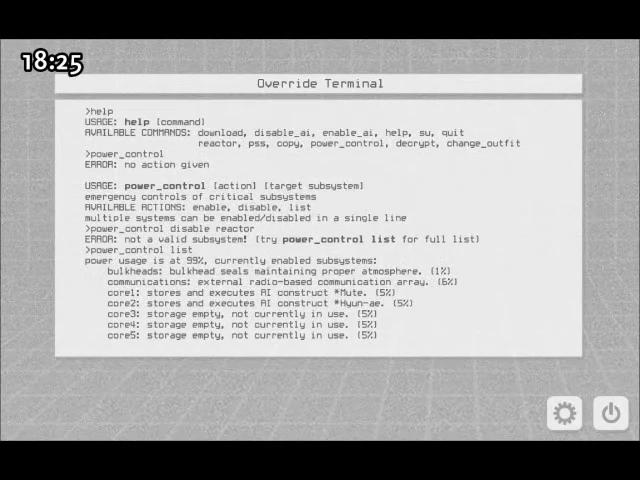 18:25
Override Terminal
>help
USAGE: help [command]
AVAILABLE COMMANDS: download, disable_ai, enable_ai, help, su, quit
reactor, pss, copy, power_control, decrypt, change_outfit
>power_control
ERROR: no action given
USAGE: power_control [action] [target subsystem]
emergency controls of critical subsystems
AVAILABLE ACTIONS: enable, disable, list
multiple systems can be enabled/disabled in a single line
>power_control disable reactor
ERROR: not a valid subsystem! (try power_control list for full list)
>power_control list
power usage is at 99%, currently enabled subsystems:
bulkheads: bulkhead seals maintaining proper atmosphere. (1%)
communications: external radio-based communication array. (6%)
core1: stores and executes AI construct *Mute. (5%)
core2: stores and executes AI construct *Hyun-ae. (5%)
core3: storage empty, not currently in use. (5%)
core4: storage empty, not currently in use. (5%)
core5: storage empty, not currently in use. (5%)